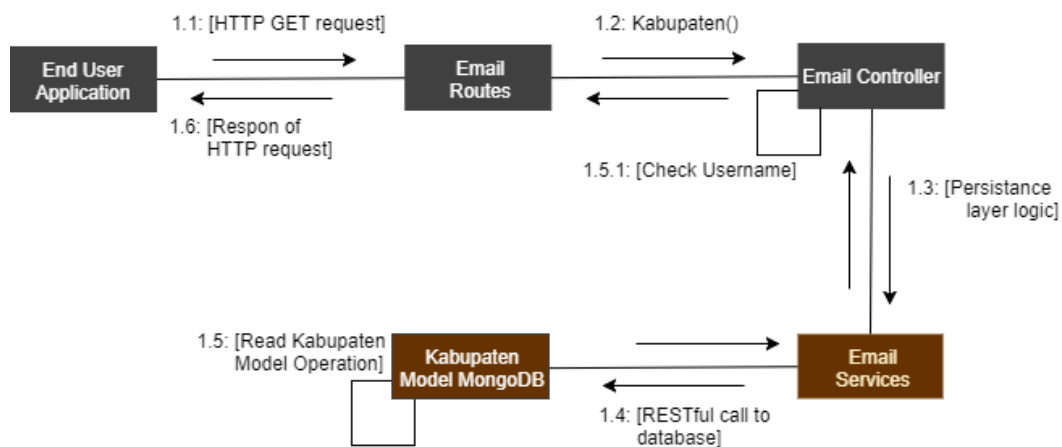 1.1: [HTTP GET request]
1.2: Kabupaten()
End User
Application
Email
Routes
Email Controller
1.6: [Respon of
HTTP request]
1.5.1: [Check Username]
1.3: [Persistance
layer logic]
1.5: [Read Kabupaten
Model Operation]
Kabupaten
Model MongoDB
Email
Services
1.4: [RESTful call to
database]